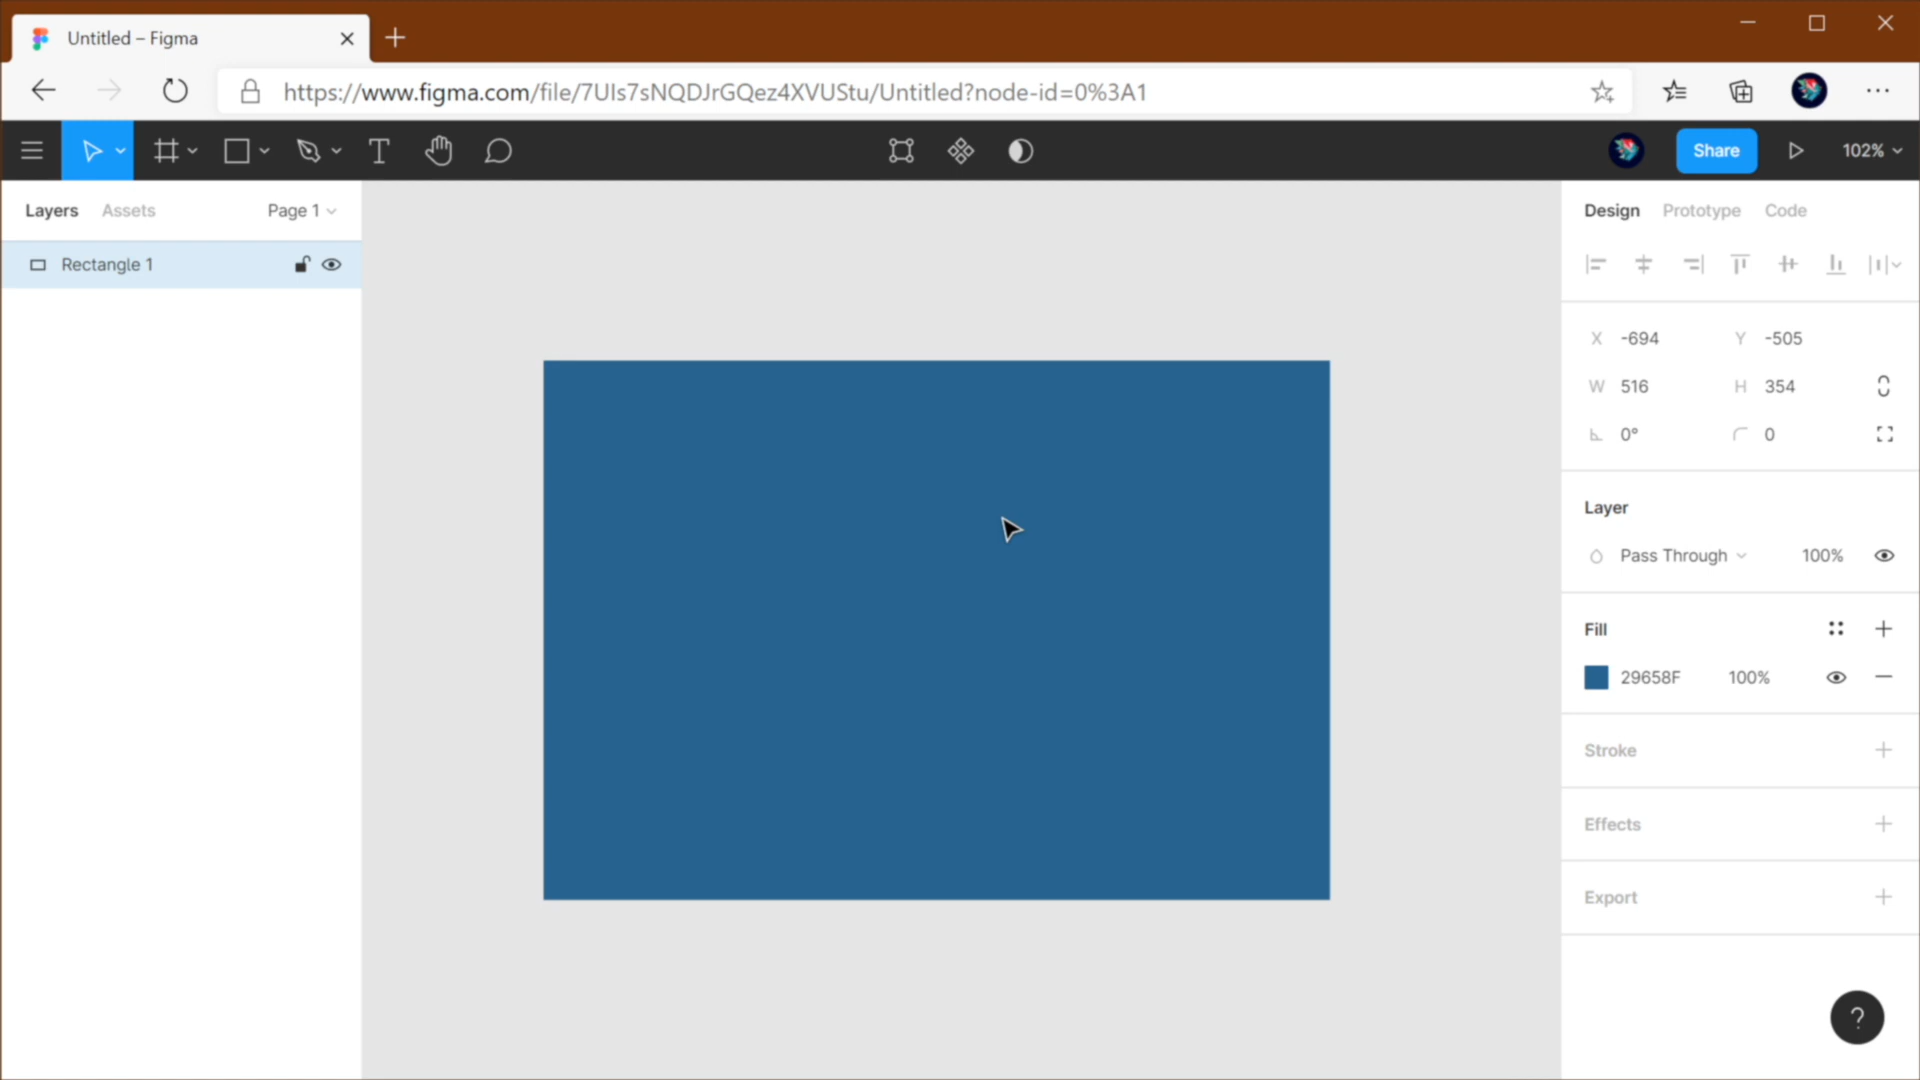 Untitled – Figma
https://www.figma.com/file/7UIs7sNQDJrGQez4XVUStu/Untitled?node-id=0%3A1
Share
102%
Layers
Assets
Page 1
Rectangle 1
Design
Prototype
Code
X -694
Y -505
W 516
H 354
0°
0
Layer
Pass Through
100%
Fill
29658F
100%
Stroke
Effects
Export
?